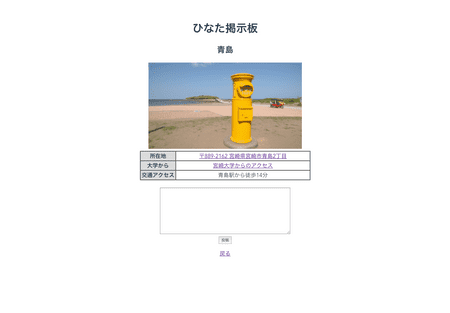 ひなた掲示板
青島
所在地 〒889-2162 宮崎県宮崎市青島2丁目
大学から 宮崎大学からのアクセス
交通アクセス 青島駅から徒歩14分
投稿
戻る